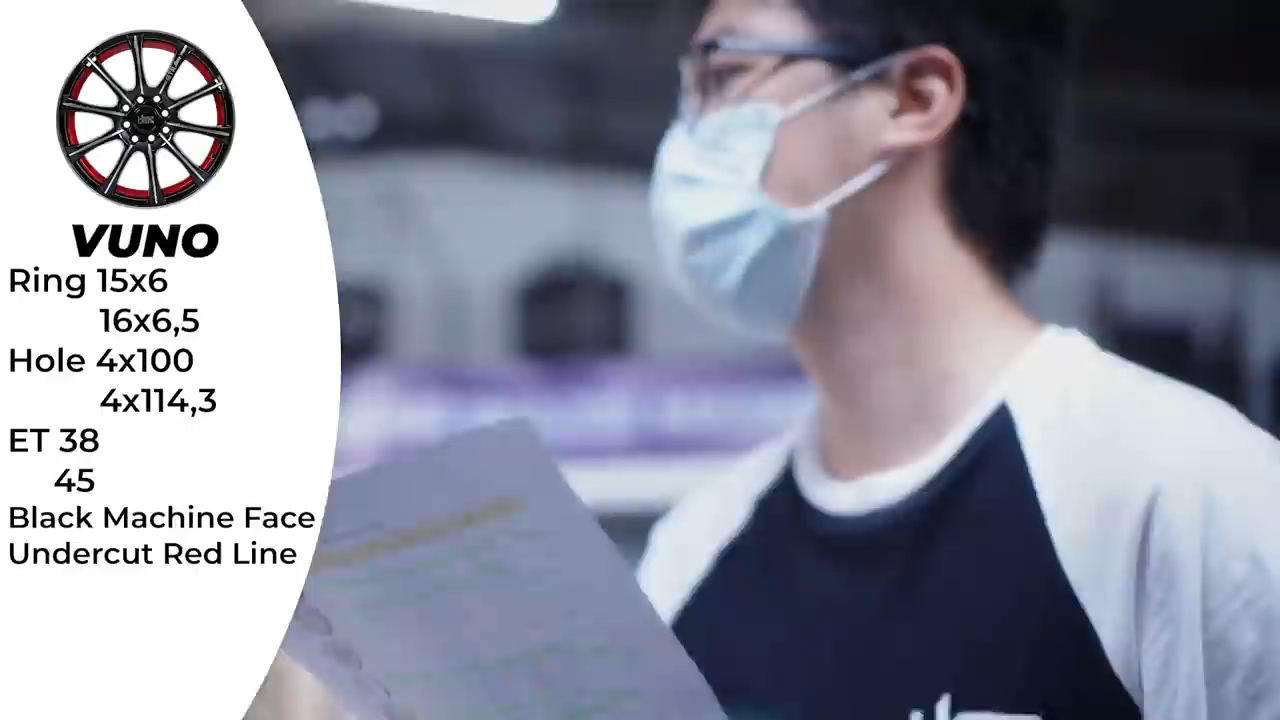 VUNO
Ring 15x6
16x6,5
Hole 4x100
4x114,3
ET 38
45
Black Machine Face
Undercut Red Line